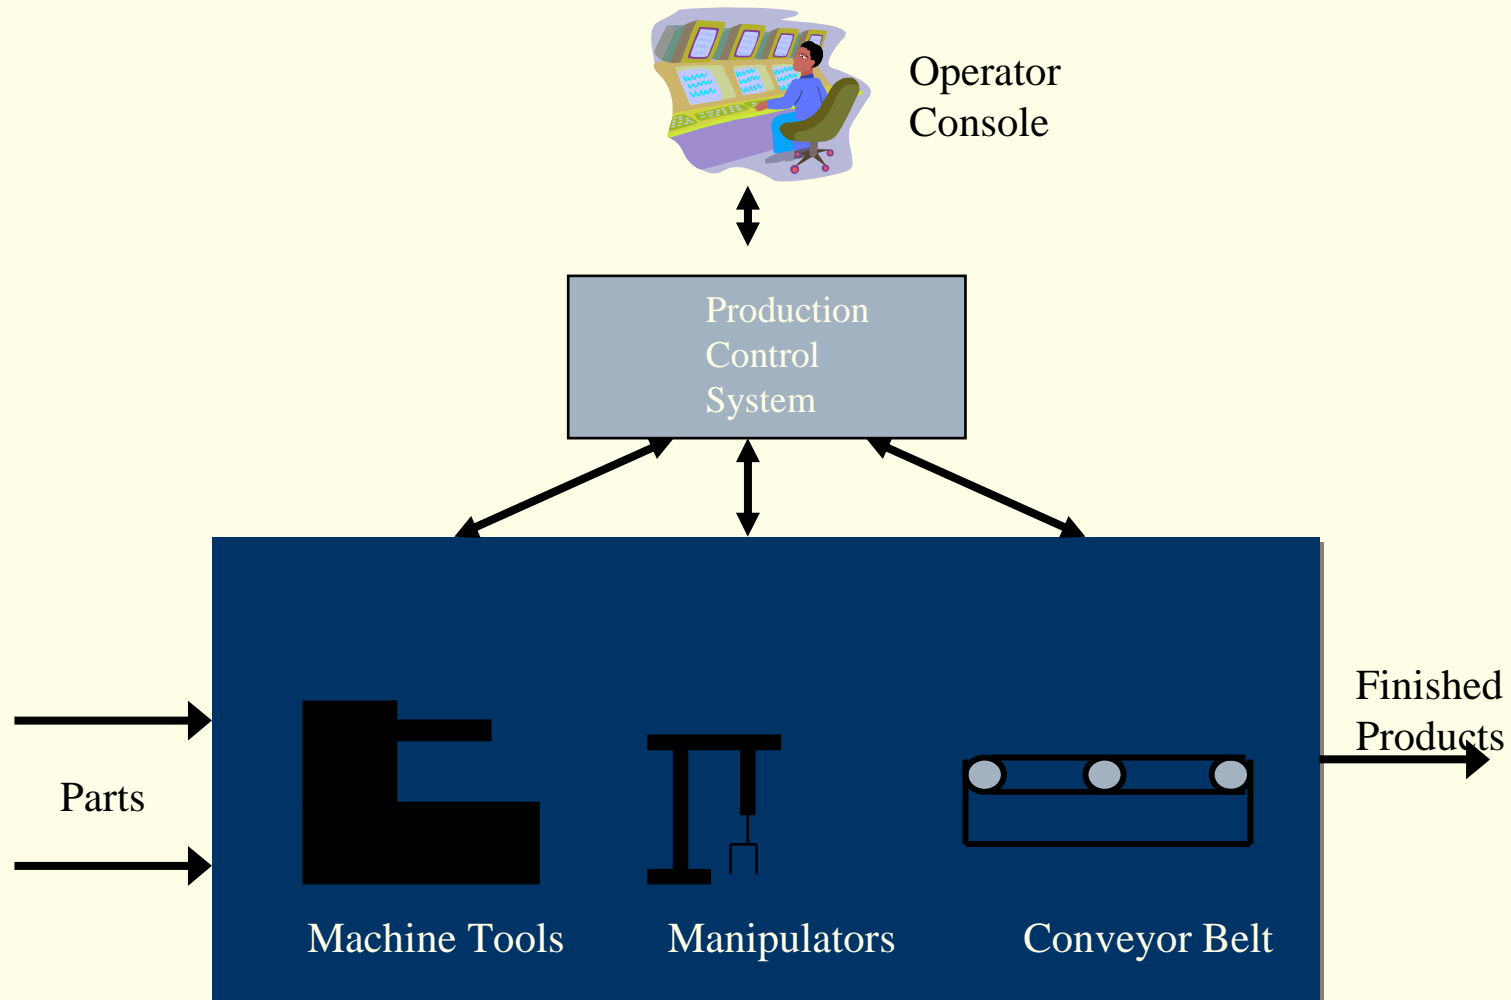 Operator
Console
Production
Control
System
Finished
Products
Parts
Machine Tools
Manipulators
Conveyor Belt